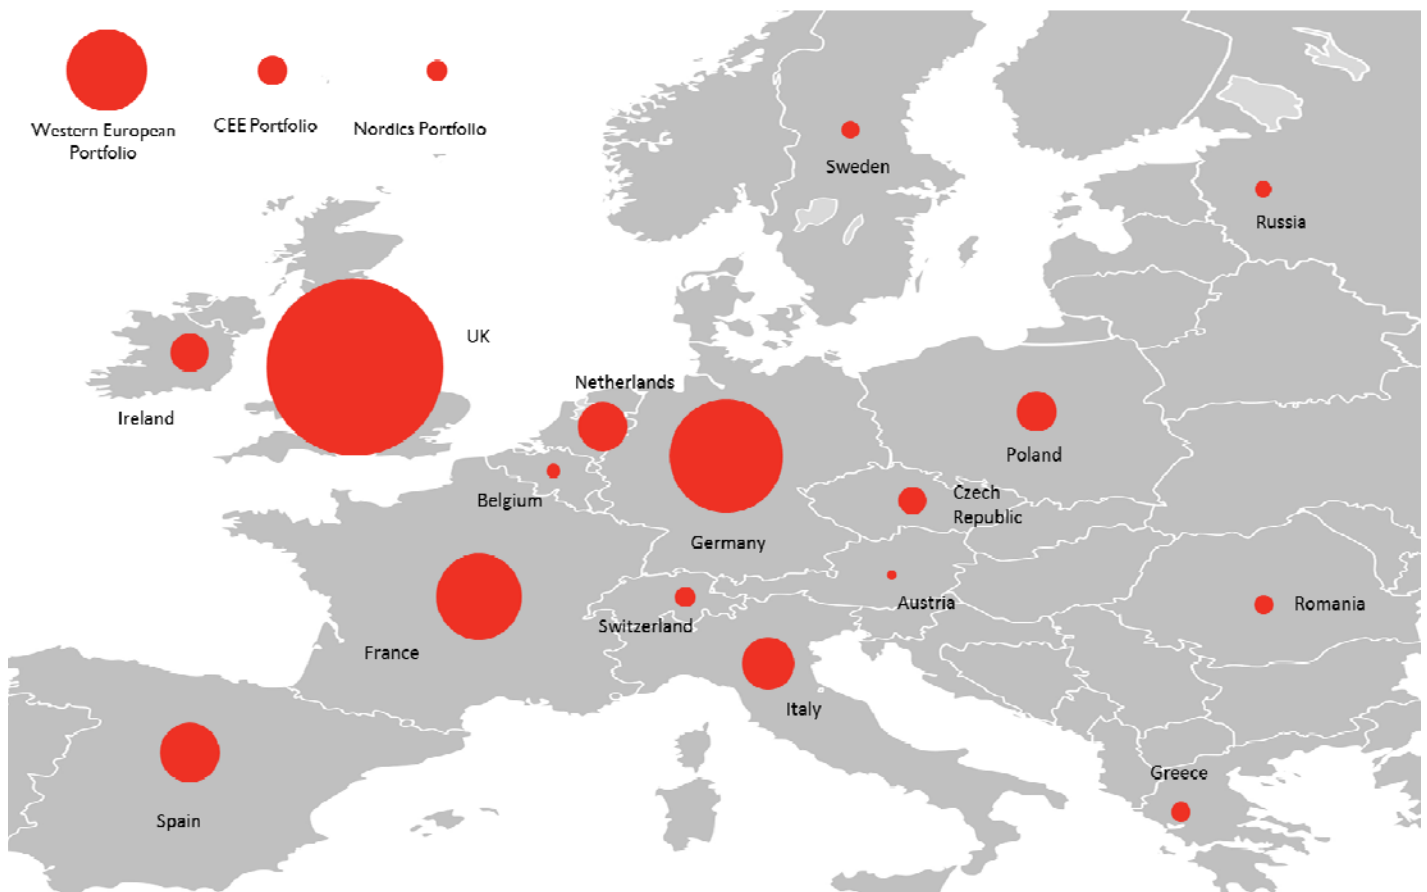 Western European
Portfolio
CEE Portfolio
Nordics Portfolio
Sweden
Russia
UK
Ireland
Netherlands
Belgium
Germany
Poland
Czech
Republic
Austria
Switzerland
France
Romania
Italy
Greece
Spain